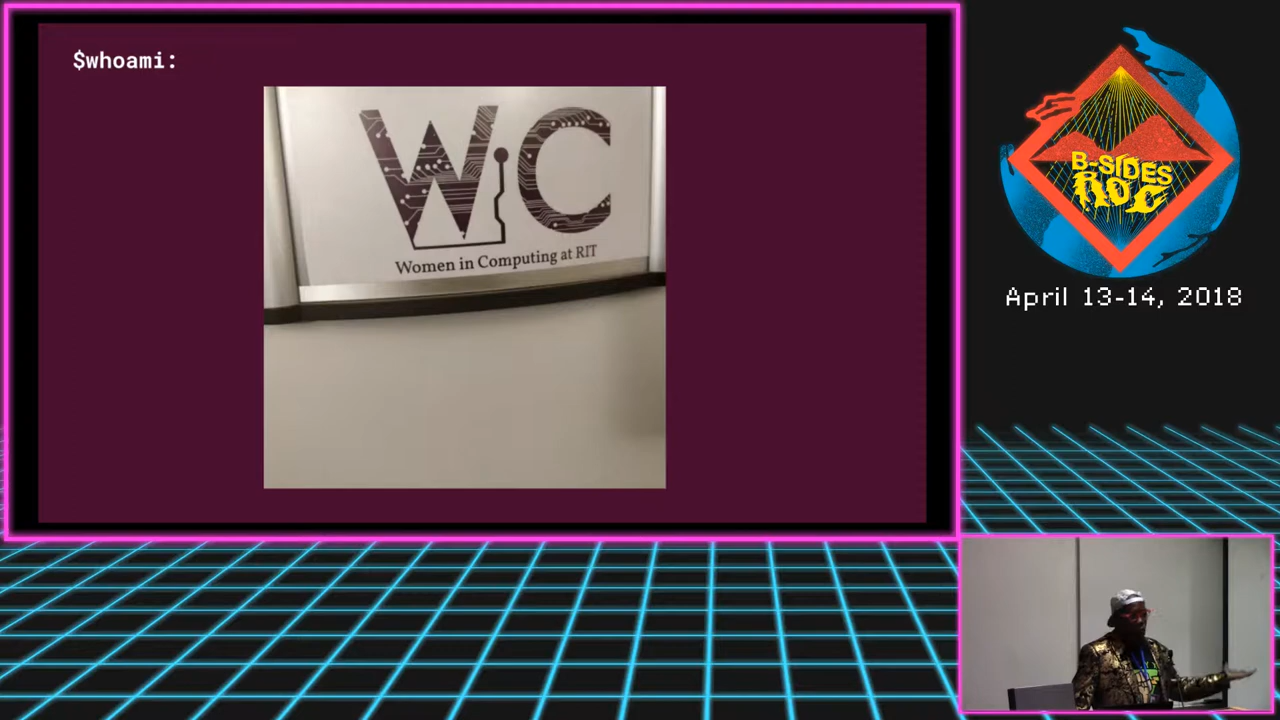 $whoami:
WiC
Women in Computing at RIT
B-SIDES
ROC
April 13-14, 2018